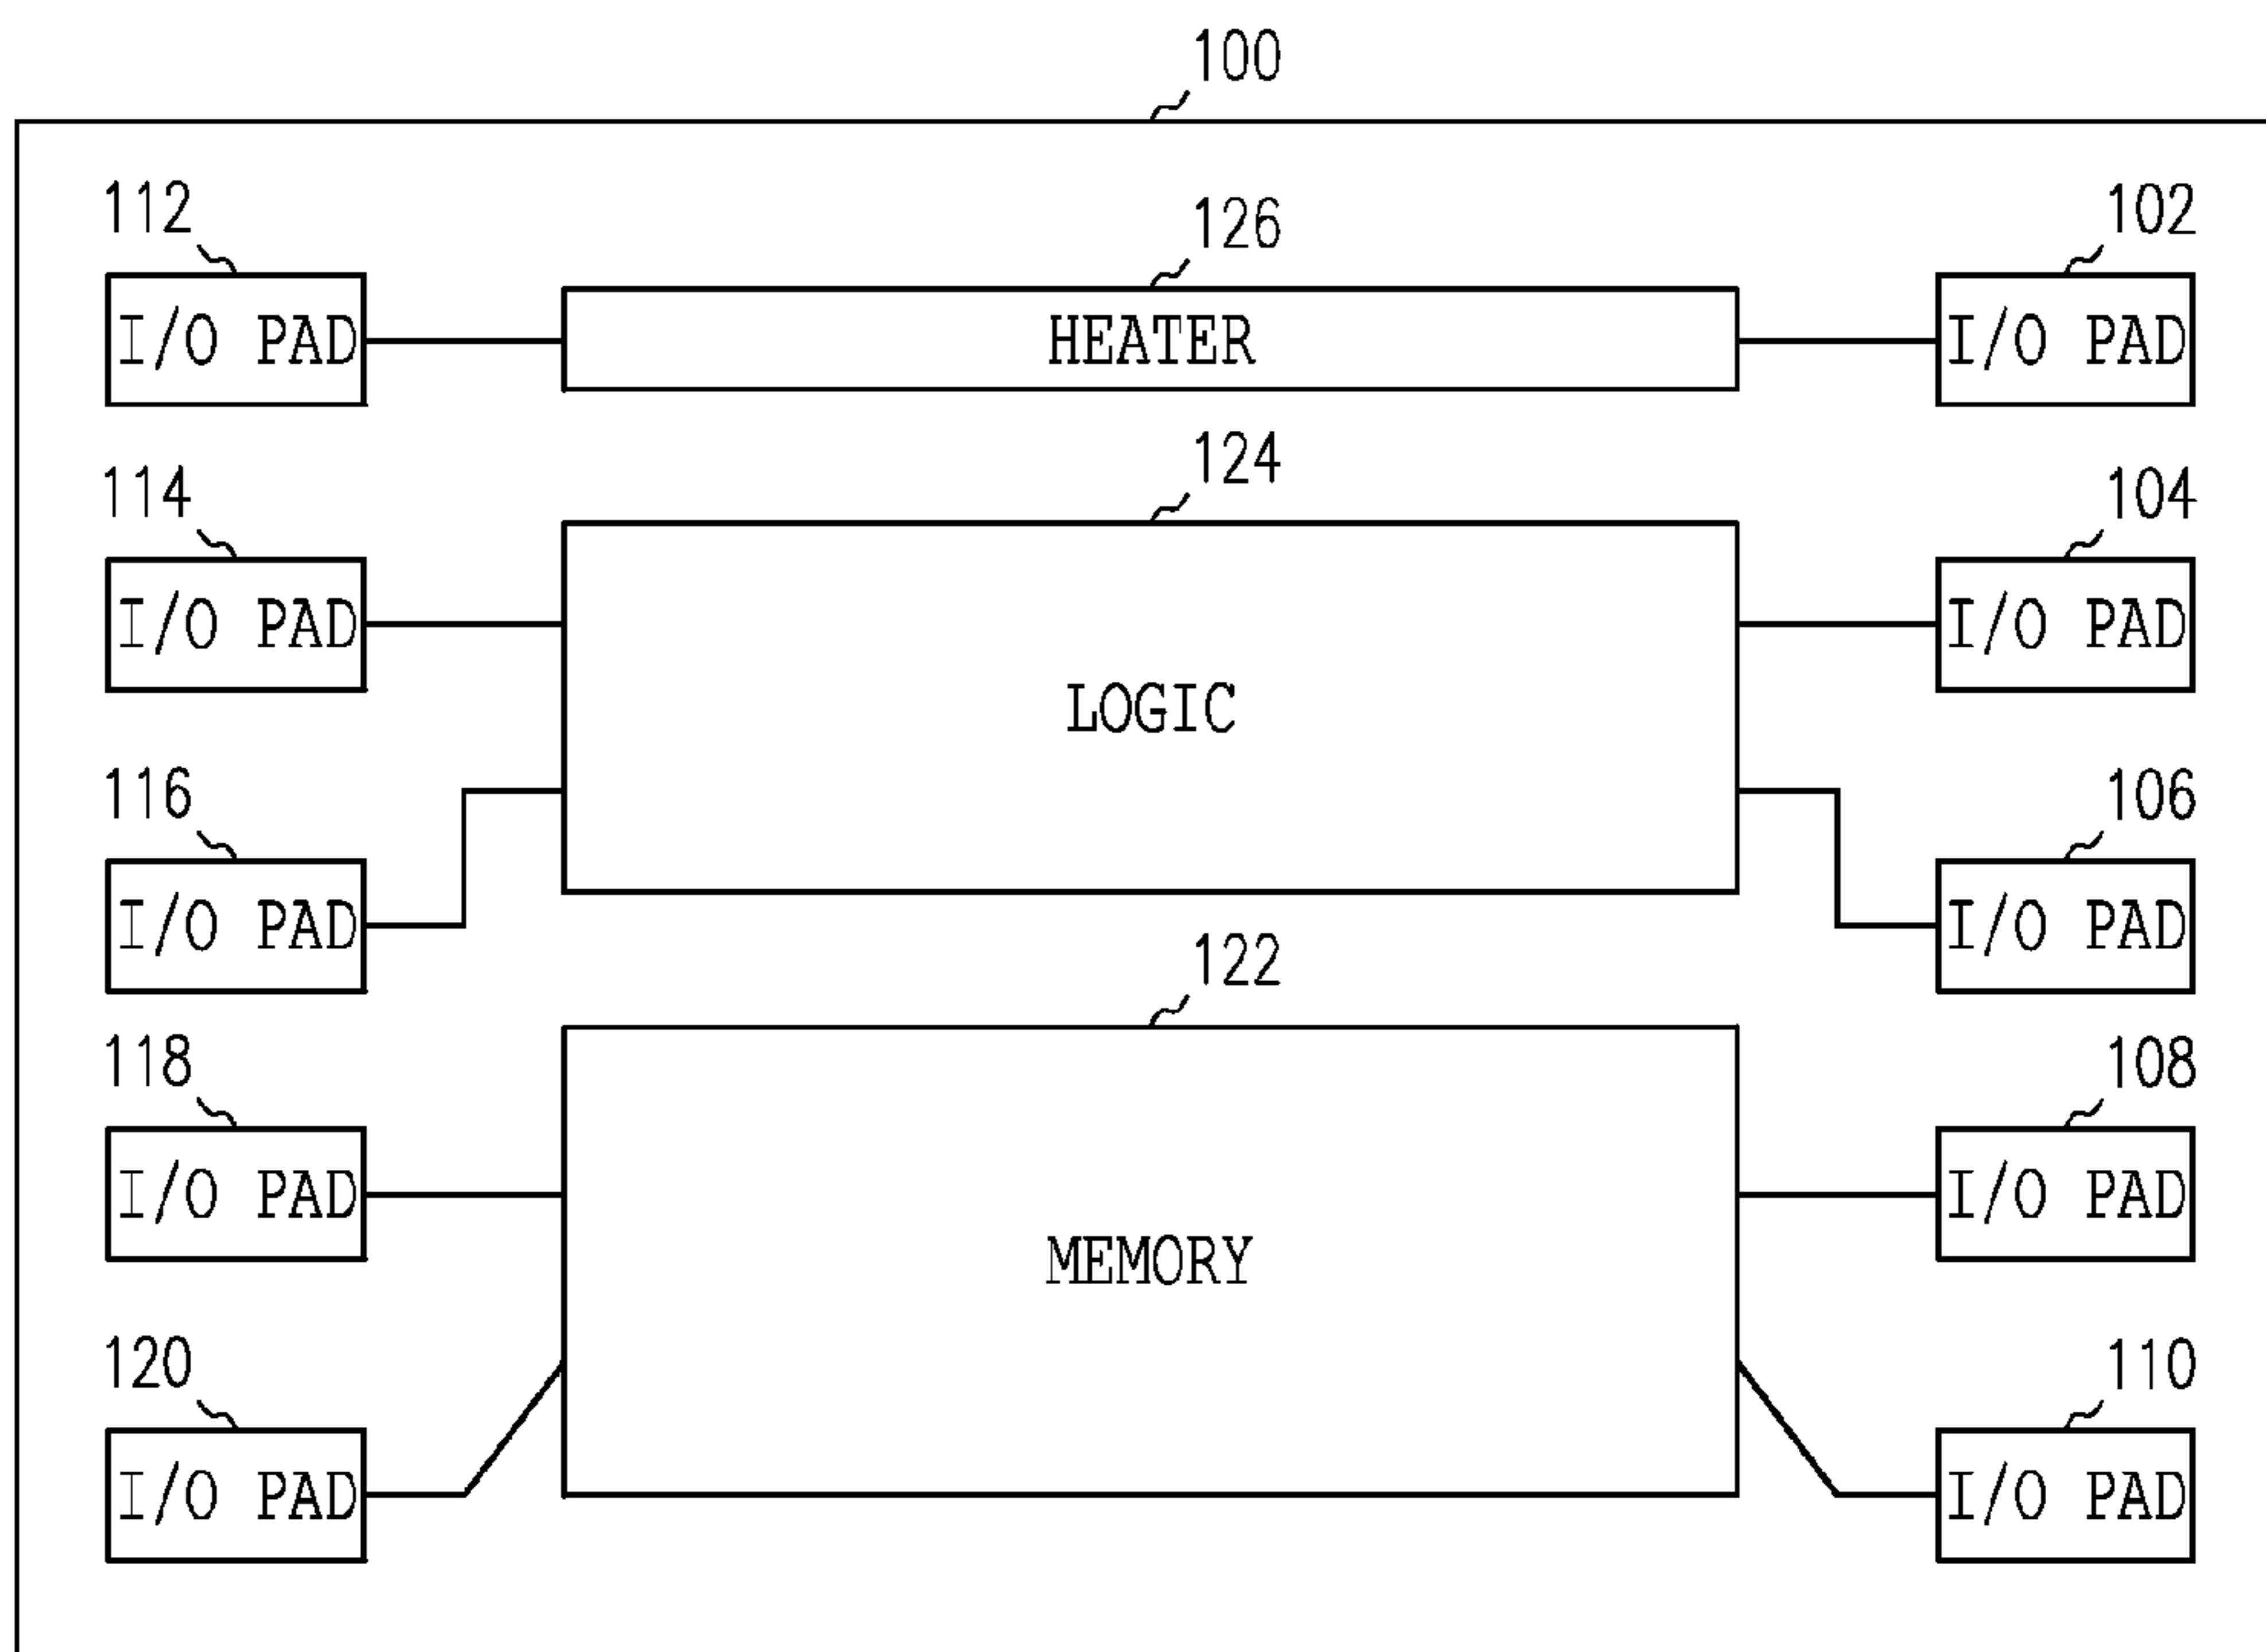 100
112 126 102
I/O PAD HEATER I/O PAD
124
114 104
I/O PAD I/O PAD
LOGIC
116 106
I/O PAD I/O PAD
122
118 108
I/O PAD I/O PAD
MEMORY
120 110
I/O PAD I/O PAD